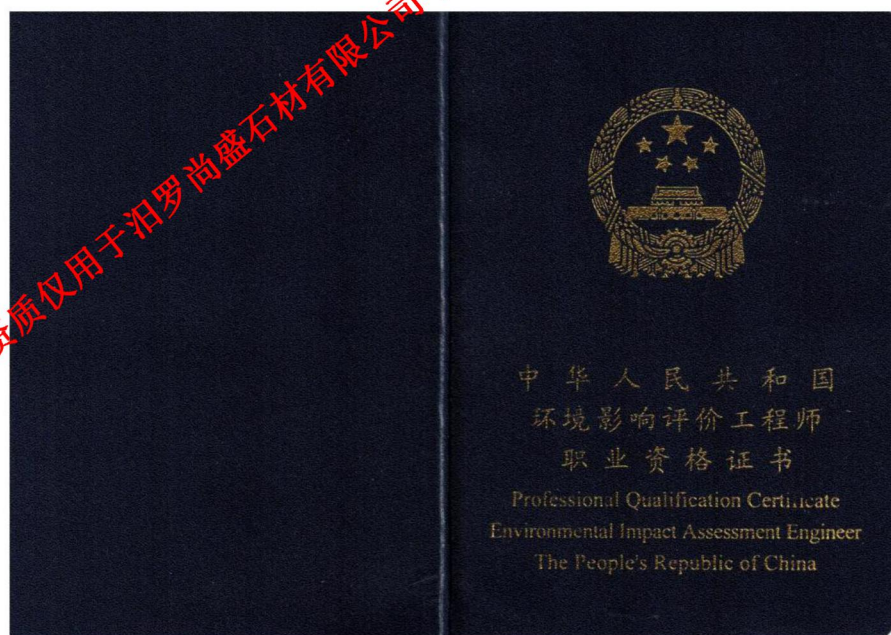 资质仅用于汨罗尚盛石材有限公司
中华人民共和国
环境影响评价工程师
职业资格证书
Professional Qualification Certificate
Environmental Impact Assessment Engineer
The People's Republic of China